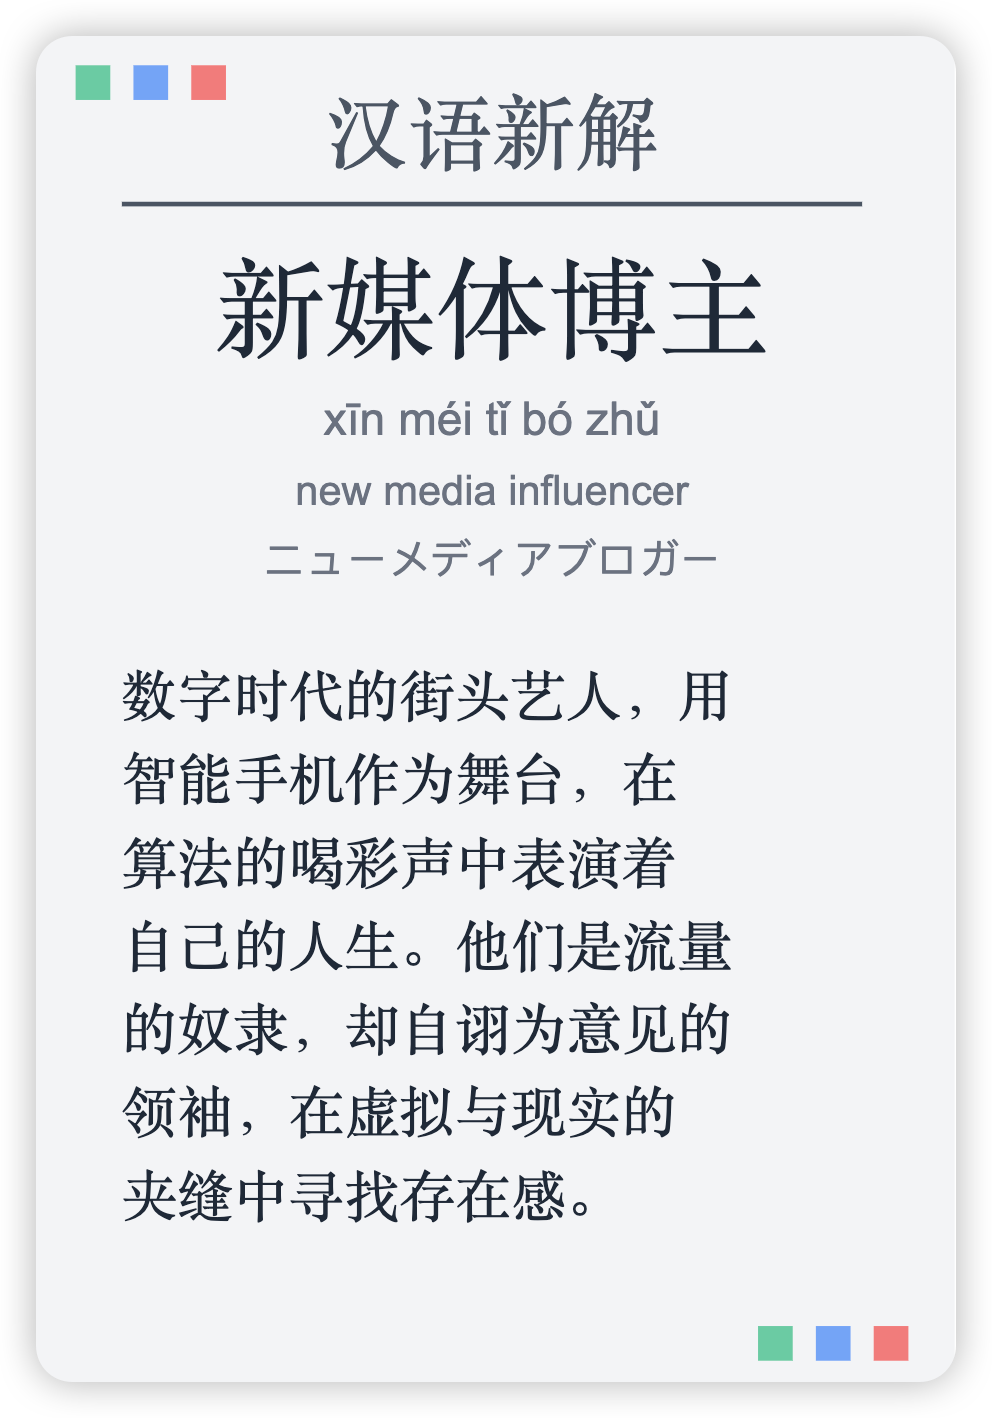 汉语新解
新媒体博主
xīn méi tǐ bó zhǔ
new media influencer
ニューメディアブロガー
数字时代的街头艺人，用
智能手机作为舞台，在
算法的喝彩声中表演着
自己的人生。他们是流量
的奴隶，却自诩为意见的
领袖，在虚拟与现实的
夹缝中寻找存在感。